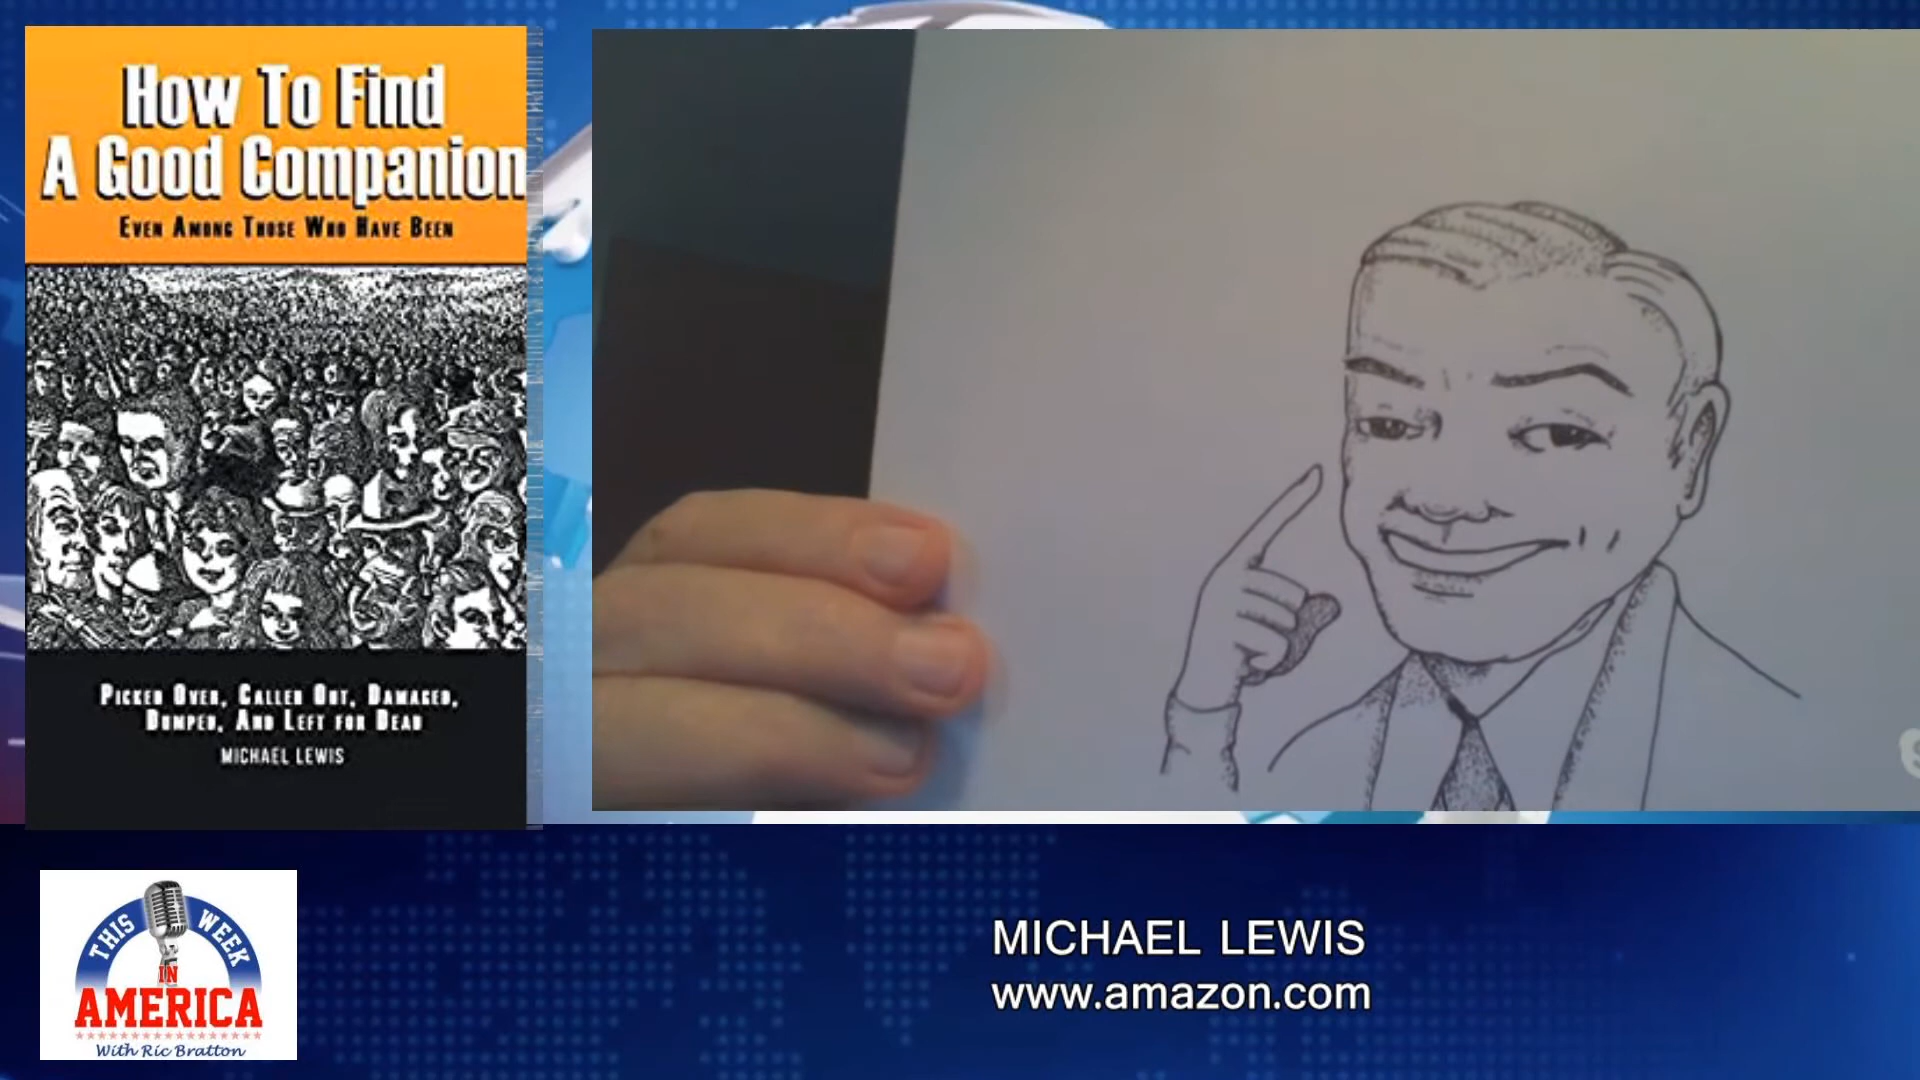 How To Find
A Good Companion
Even Among Those Who Have Been
Picked Over, Called Out, Damaged,
Dumped, And Left for Dead
MICHAEL LEWIS
THIS WEEK
IN
AMERICA
With Ric Bratton
MICHAEL LEWIS
www.amazon.com